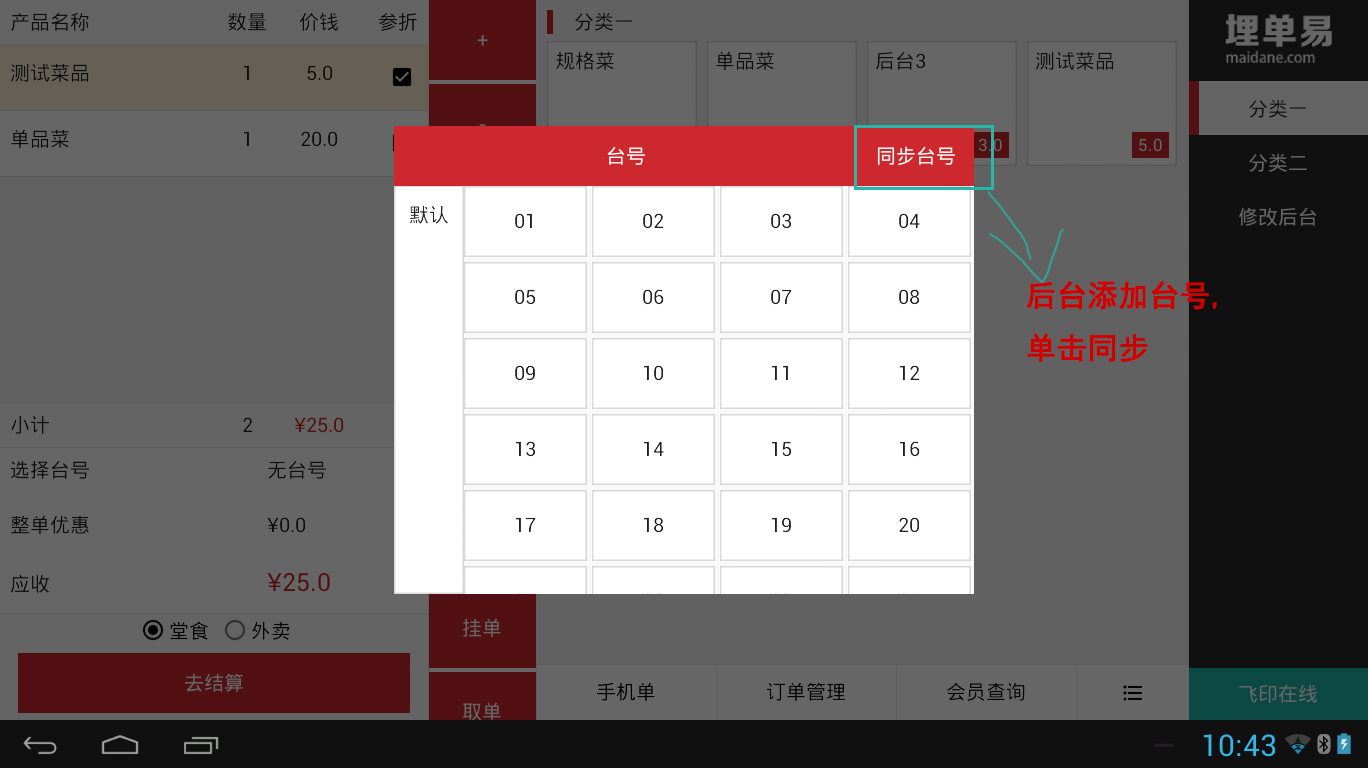 产品名称 数量 价钱 参折
测试菜品 1 5.0
单品菜 1 20.0
小计 2 ¥25.0
选择台号 无台号
整单优惠 ¥0.0
应收 ¥25.0
堂食 外卖
去结算
+
-
挂单
取单
分类一
规格菜 单品菜 后台3 测试菜品
3.0 5.0
台号 同步台号
默认
01 02 03 04
05 06 07 08
09 10 11 12
13 14 15 16
17 18 19 20
后台添加台号,
单击同步
手机单 订单管理 会员查询
埋单易
maidane.com
分类一
分类二
修改后台
飞印在线
10:43